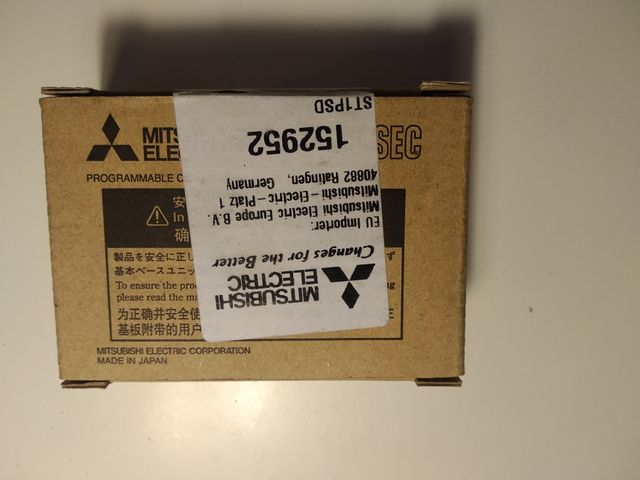 MITS
ELE
SEC
PROGRAMMABLE C
安
In
确
製品を安全に正し
基本ベースユニッ
To ensure the prod
please read the ma
ing
为正确并安全使
基板附带的用户
E
MITSUBISHI ELECTRIC CORPORATION
MADE IN JAPAN
MITSUBISHI
ELECTRIC
Changes for the Better
EU Importer:
Mitsubishi Electric Europe B.V.
Mitsubishi-Electric-Platz 1
40882 Ratingen, Germany
152952
ST1PSD